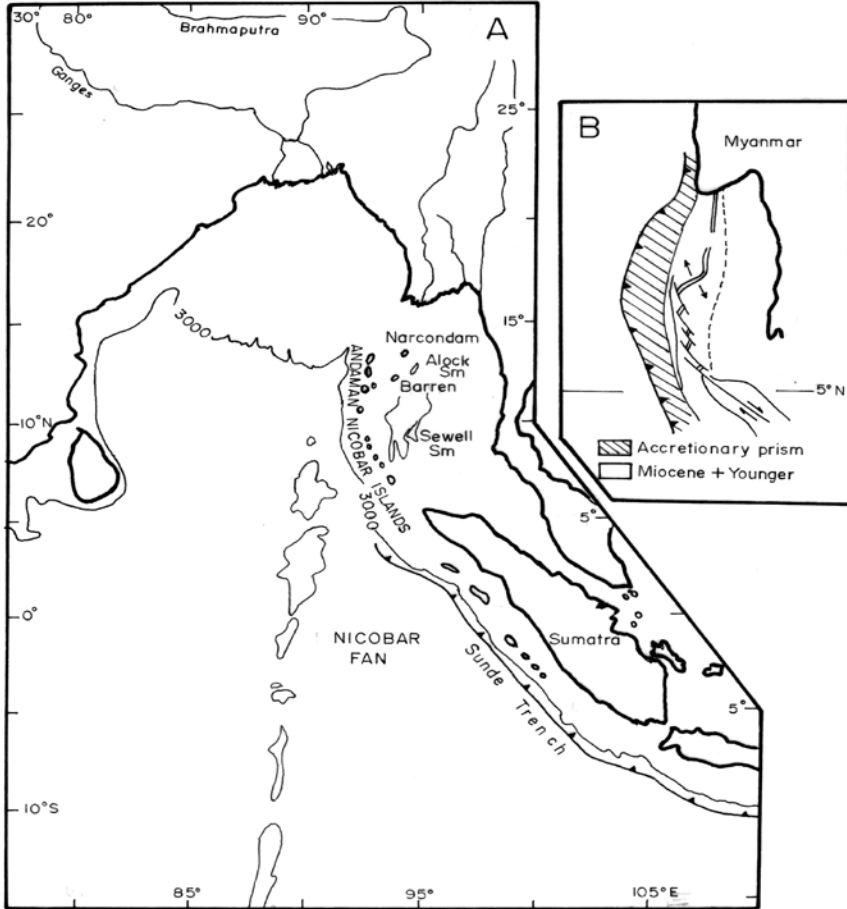 30° 80° 90°
Brahmaputra
A
Ganges
25°
20°
15°
3000
Narcondam
Alock
Sm
Barren
ANDAMAN NICOBAR ISLANDS
10°N
Sewell
Sm
3000
5°
0°
NICOBAR
FAN
Sumatra
Sunde Trench
5°
10°S
85° 95° 105°E
B
Myanmar
5°N
Accretionary prism
Miocene + Younger